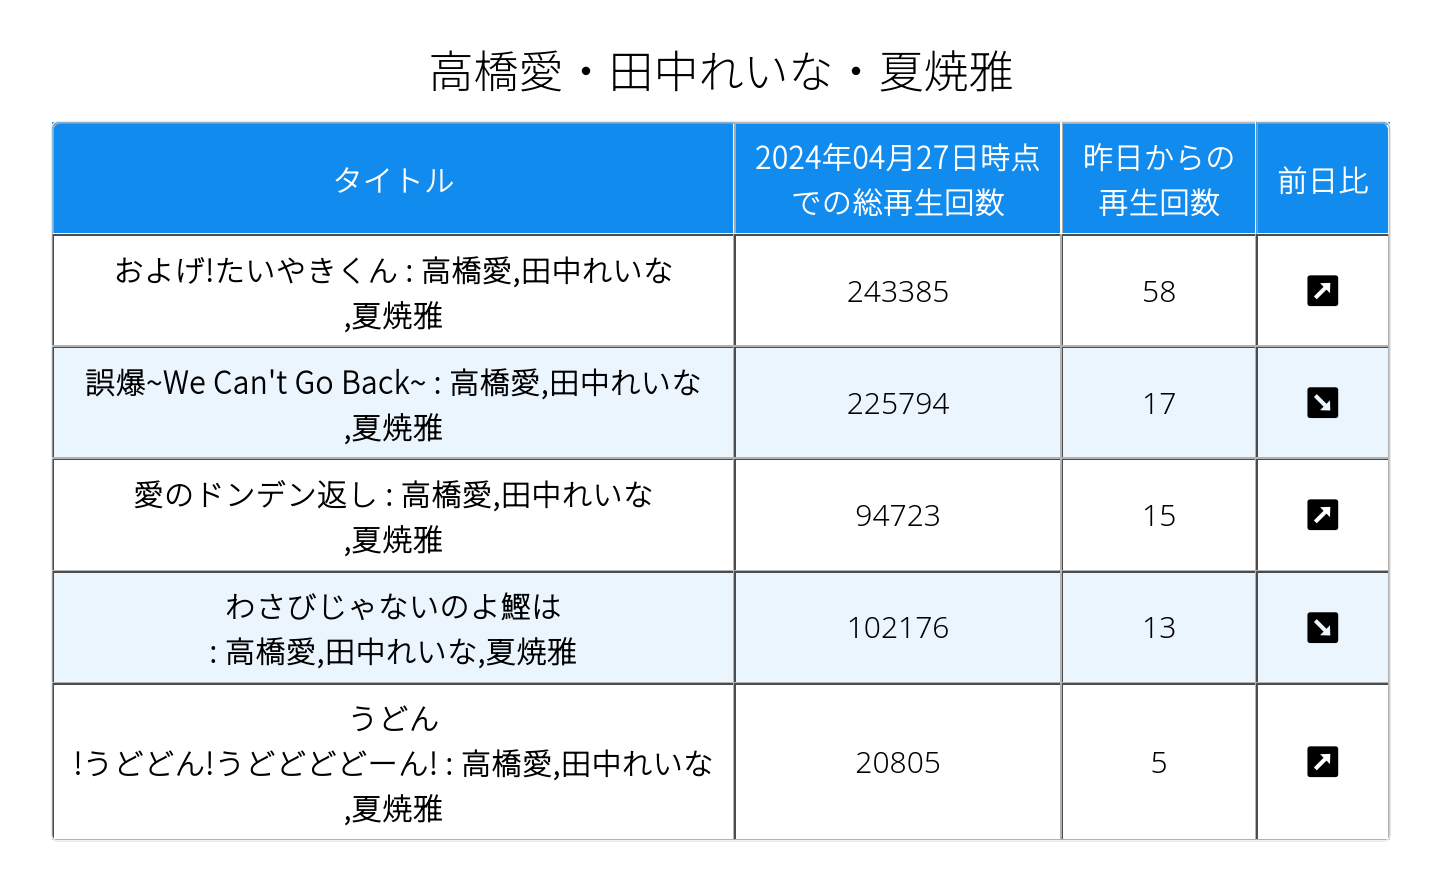 高橋愛・田中れいな・夏焼雅
タイトル
2024年04月27日時点
での総再生回数
昨日からの
再生回数
前日比
およげ!たいやきくん : 高橋愛,田中れいな
,夏焼雅
243385
58
誤爆~We Can't Go Back~ : 高橋愛,田中れいな
,夏焼雅
225794
17
愛のドンデン返し : 高橋愛,田中れいな
,夏焼雅
94723
15
わさびじゃないのよ鰹は
: 高橋愛,田中れいな,夏焼雅
102176
13
うどん
!うどどん!うどどどどーん! : 高橋愛,田中れいな
,夏焼雅
20805
5